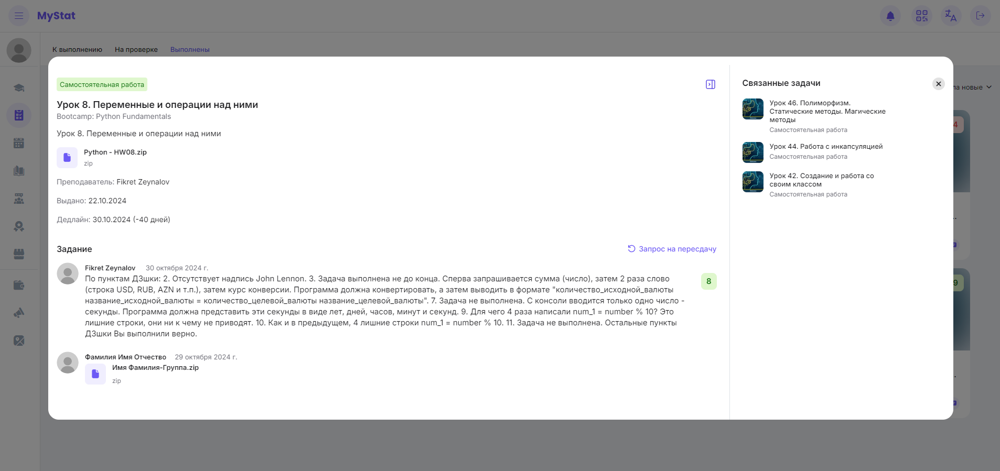 MyStat
К выполнению На проверке Выполнены
ла новые
Самостоятельная работа
Урок 8. Переменные и операции над ними
Bootcamp: Python Fundamentals
Урок 8. Переменные и операции над ними
Python - HW08.zip
zip
Преподаватель: Fikret Zeynalov
Выдано: 22.10.2024
Дедлайн: 30.10.2024 (-40 дней)
Задание
Запрос на пересдачу
Fikret Zeynalov 30 октября 2024 г.
По пунктам ДЗшки: 2. Отсутствует надпись John Lennon. 3. Задача выполнена не до конца. Сперва запрашивается сумма (число), затем 2 раза слово
(строка USD, RUB, AZN и т.п.), затем курс конверсии. Программа должна конвертировать, а затем выводить в формате "количество_исходной_валюты
название_исходной_валюты = количество_целевой_валюты название_целевой_валюты". 7. Задача не выполнена. С консоли вводится только одно число -
секунды. Программа должна представить эти секунды в виде лет, дней, часов, минут и секунд. 9. Для чего 4 раза написали num_1 = number % 10? Это
лишние строки, они ни к чему не приводят. 10. Как и в предыдущем, 4 лишние строки num_1 = number % 10. 11. Задача не выполнена. Остальные пункты
ДЗшки Вы выполнили верно.
8
Фамилия Имя Отчество 29 октября 2024 г.
Имя Фамилия-Группа.zip
zip
Связанные задачи
Урок 46. Полиморфизм.
Статические методы. Магические
методы
Самостоятельная работа
Урок 44. Работа с инкапсуляцией
Самостоятельная работа
Урок 42. Создание и работа со
своим классом
Самостоятельная работа
4
9